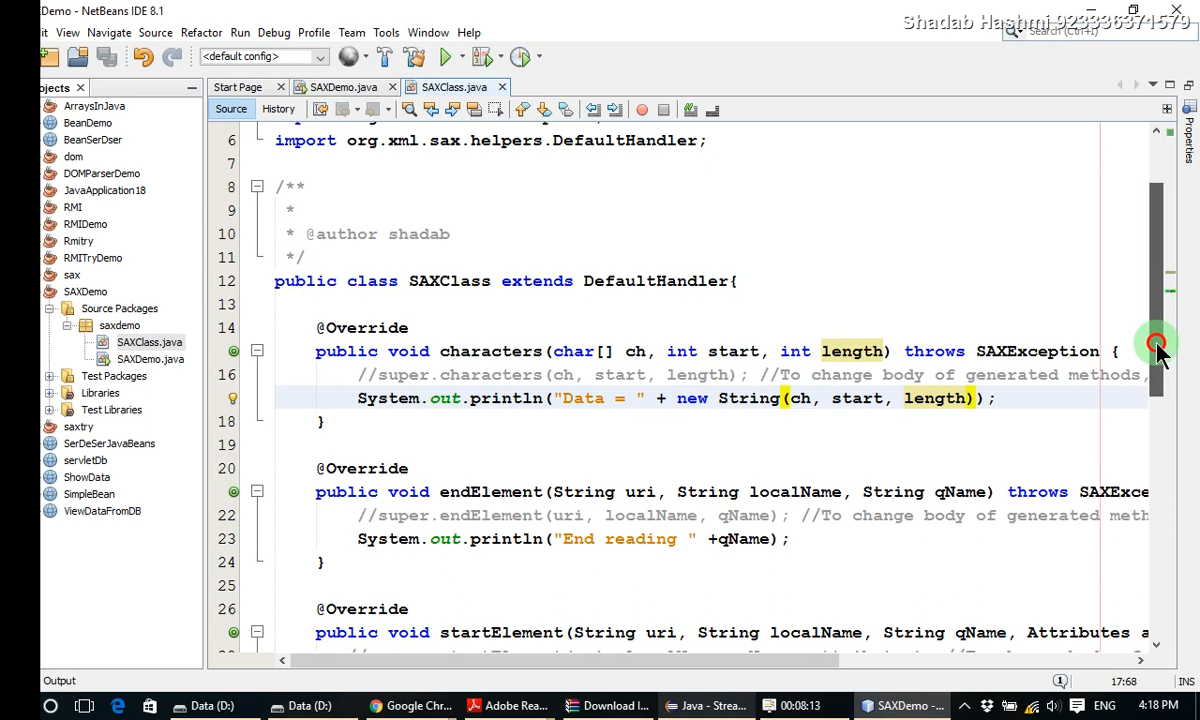 Demo - NetBeans IDE 8.1
Shadab Hashmi 923336371579
it View Navigate Source Refactor Run Debug Profile Team Tools Window Help
Search (Ctrl+I)
<default config>
ojects
Start Page
SAXDemo.java
SAXClass.java
Source History
ArraysInJava
BeanDemo
BeanSerDser
dom
DOMParserDemo
JavaApplication18
RMI
RMIDemo
Rmitry
RMITryDemo
sax
SAXDemo
Source Packages
saxdemo
SAXClass.java
SAXDemo.java
Test Packages
Libraries
Test Libraries
saxtry
SerDeSerJavaBeans
servletDb
ShowData
SimpleBean
ViewDataFromDB
6 import org.xml.sax.helpers.DefaultHandler;
7
8 /**
9 *
10 * @author shadab
11 */
12 public class SAXClass extends DefaultHandler{
13
14 @Override
public void characters(char[] ch, int start, int length) throws SAXException {
16 //super.characters(ch, start, length); //To change body of generated methods,
System.out.println("Data = " + new String(ch, start, length));
18 }
19
20 @Override
public void endElement(String uri, String localName, String qName) throws SAXExce
22 //super.endElement(uri, localName, qName); //To change body of generated meth
23 System.out.println("End reading " +qName);
24 }
25
26 @Override
public void startElement(String uri, String localName, String qName, Attributes a
Properties
Output
1
17:68
INS
Data (D:)
Data (D:)
Google Chr...
Adobe Rea...
Download I...
Java - Strea...
00:08:13
SAXDemo -...
ENG
4:18 PM